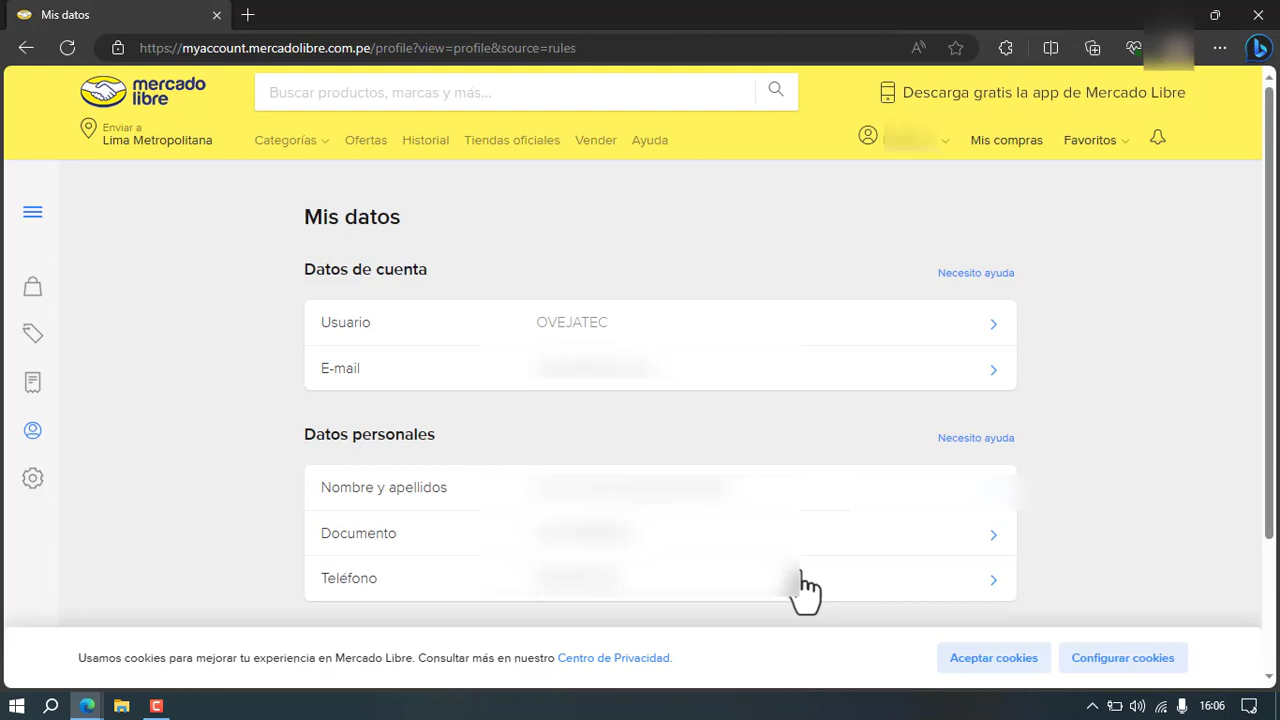 Mis datos
https://myaccount.mercadolibre.com.pe/profile?view=profile&source=rules
mercado
libre
Buscar productos, marcas y más...
Descarga gratis la app de Mercado Libre
Enviar a
Lima Metropolitana
Categorías
Ofertas
Historial
Tiendas oficiales
Vender
Ayuda
Mis compras
Favoritos
Mis datos
Datos de cuenta
Necesito ayuda
Usuario
OVEJATEC
E-mail
Datos personales
Necesito ayuda
Nombre y apellidos
Documento
Teléfono
Usamos cookies para mejorar tu experiencia en Mercado Libre. Consultar más en nuestro Centro de Privacidad.
Aceptar cookies
Configurar cookies
16:06